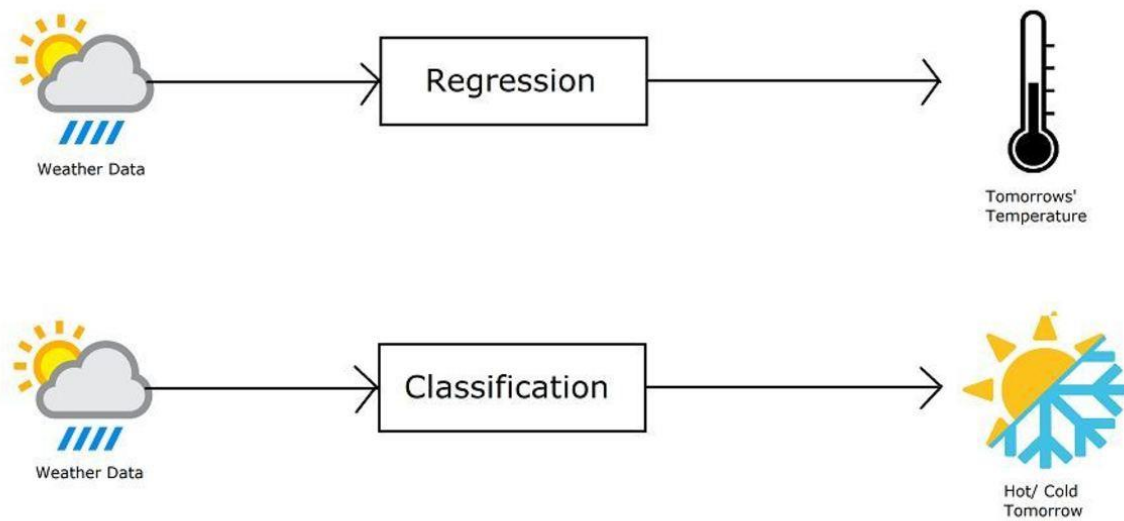 Regression
Weather Data
Tomorrows'
Temperature
Classification
Weather Data
Hot/ Cold
Tomorrow